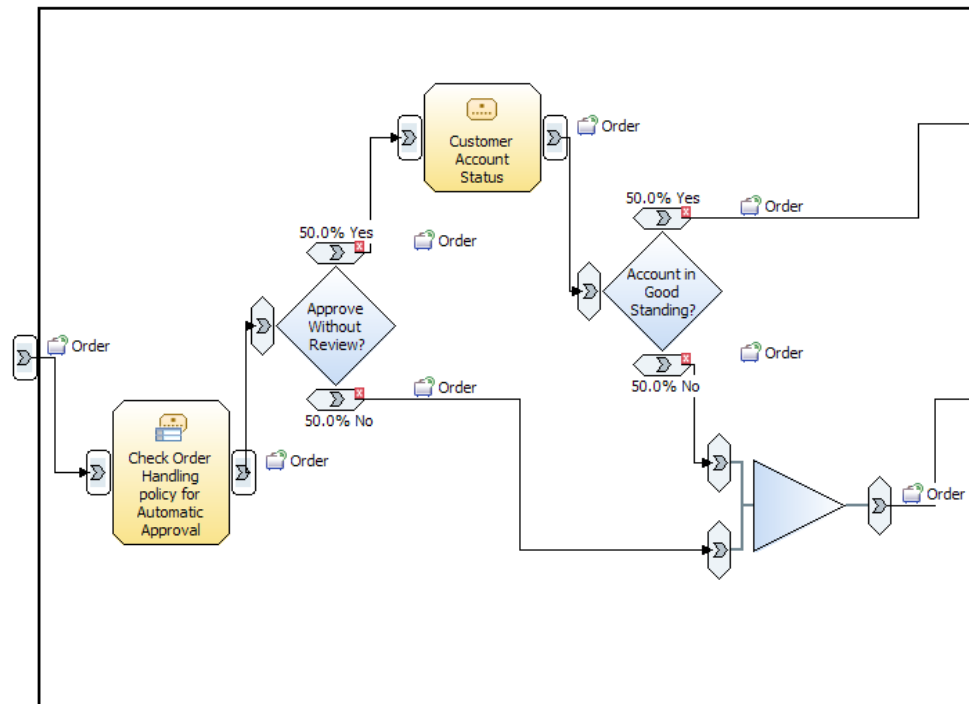 Order
Check Order
Handling
policy for
Automatic
Approval
Order
50.0% Yes
Order
Approve
Without
Review?
50.0% No
Order
Customer
Account
Status
Order
50.0% Yes
Order
Account in
Good
Standing?
50.0% No
Order
Order